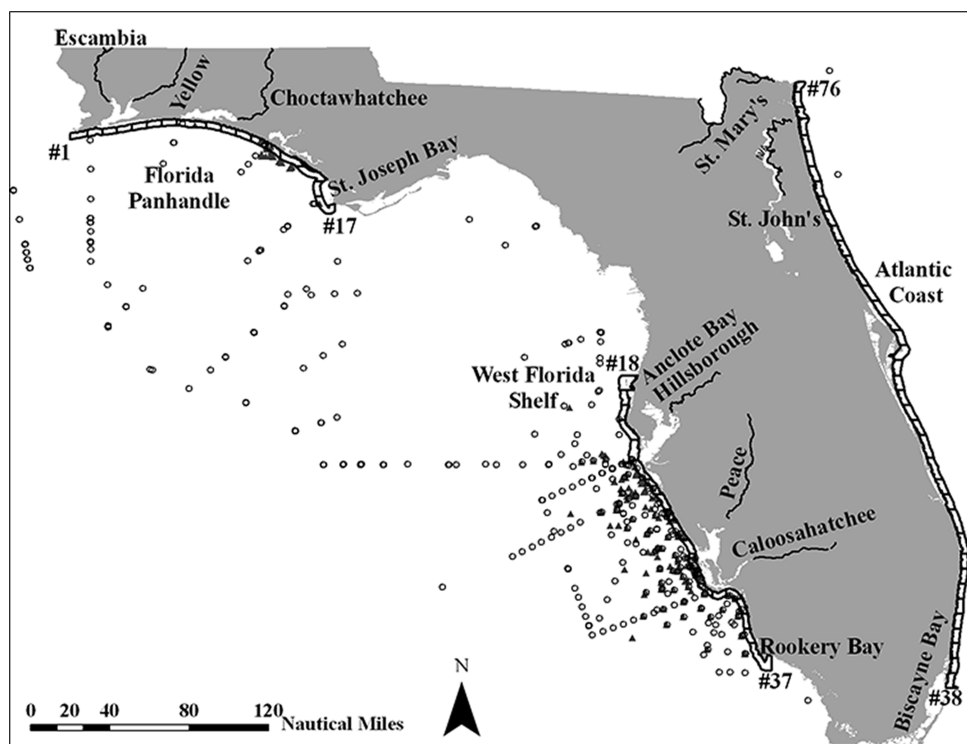 Escambia
Yellow
Choctawhatchee
#1
Florida
Panhandle
St. Joseph Bay
#17
St. Mary's
#76
St. John's
Atlantic
Coast
West Florida
Shelf
#18
Anclote Bay
Hillsborough
Peace
Caloosahatchee
Rookery Bay
#37
Biscayne Bay
#38
N
0 20 40 60 80 120
Nautical Miles